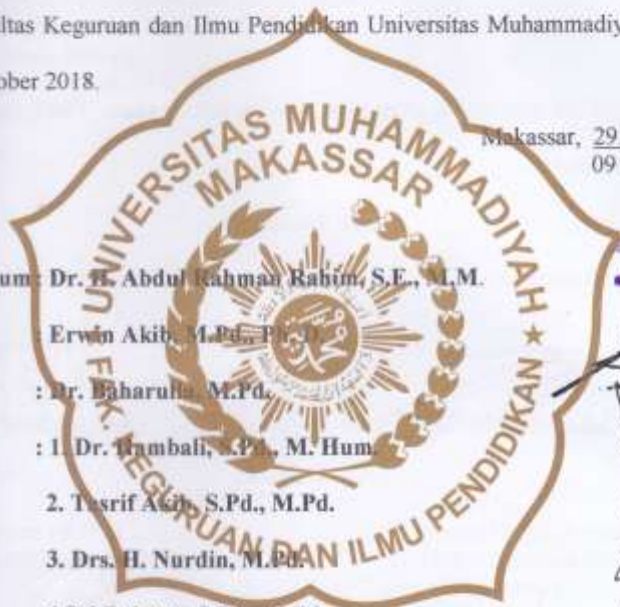 ltas Keguruan dan Ilmu Pendidikan Universitas Muhammadiy
ober 2018.
Makassar, 29
09
UNIVERSITAS MUHAMMADIYAH
MAKASSAR
FK. KEGURUAN DAN ILMU PENDIDIKAN
um : Dr. H. Abdul Rahman Rahim, S.E., M.M.
: Erwin Akib, M.Pd., Ph.D.
: Dr. Baharullah, M.Pd.
: 1. Dr. Hambali, S.Pd., M. Hum.
2. Tasrif Akib, S.Pd., M.Pd.
3. Drs. H. Nurdin, M.Pd.